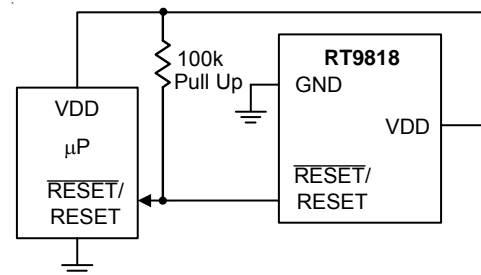 100k
Pull Up
RT9818
GND
VDD
RESET/
RESET
VDD
μP
RESET/
RESET